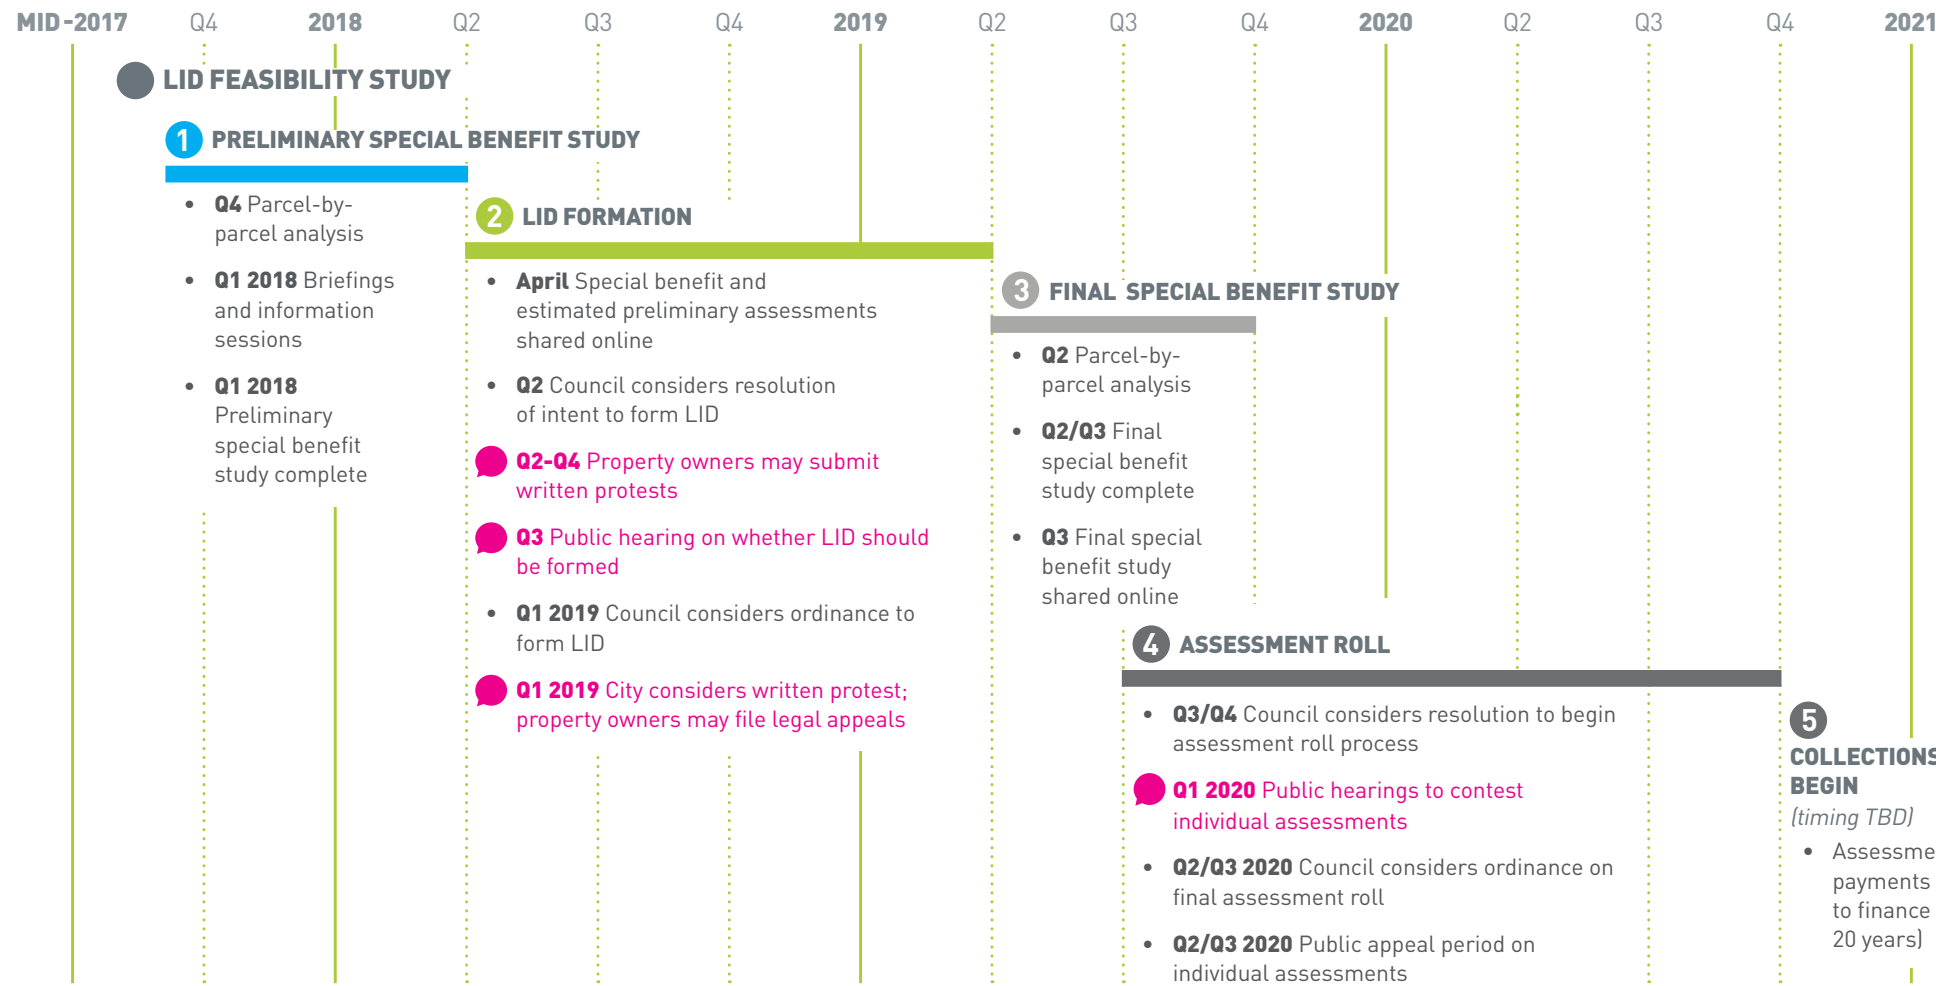 MID-2017 Q4 2018 Q2 Q3 Q4 2019 Q2 Q3 Q4 2020 Q2 Q3 Q4 2021
LID FEASIBILITY STUDY
1 PRELIMINARY SPECIAL BENEFIT STUDY
• Q4 Parcel-by-
parcel analysis
• Q1 2018 Briefings
and information
sessions
• Q1 2018
Preliminary
special benefit
study complete
2 LID FORMATION
• April Special benefit and
estimated preliminary assessments
shared online
• Q2 Council considers resolution
of intent to form LID
Q2-Q4 Property owners may submit
written protests
Q3 Public hearing on whether LID should
be formed
• Q1 2019 Council considers ordinance to
form LID
Q1 2019 City considers written protest;
property owners may file legal appeals
3 FINAL SPECIAL BENEFIT STUDY
• Q2 Parcel-by-
parcel analysis
• Q2/Q3 Final
special benefit
study complete
• Q3 Final special
benefit study
shared online
4 ASSESSMENT ROLL
• Q3/Q4 Council considers resolution to begin
assessment roll process
Q1 2020 Public hearings to contest
individual assessments
• Q2/Q3 2020 Council considers ordinance on
final assessment roll
• Q2/Q3 2020 Public appeal period on
individual assessments
5
COLLECTIONS
BEGIN
(timing TBD)
• Assessme
payments
to finance
20 years)